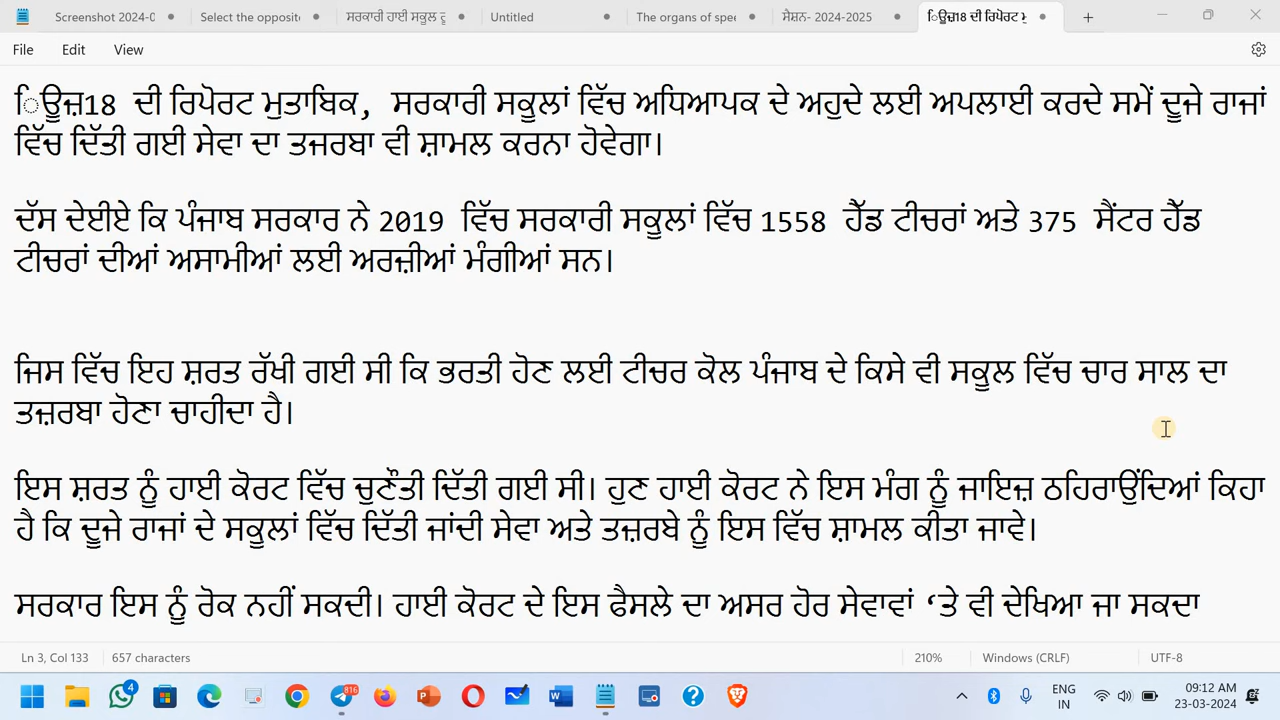 Screenshot 2024-0
Select the opposit
ਸਰਕਾਰੀ ਹਾਈ ਸਕੂਲ
Untitled
The organs of spee
ਸੈਸ਼ਨ- 2024-2025
ਿਊਜ਼18 ਦੀ ਰਿਪੋਰਟ ਮੁ
File Edit View
ਿਊਜ਼18 ਦੀ ਰਿਪੋਰਟ ਮੁਤਾਬਿਕ, ਸਰਕਾਰੀ ਸਕੂਲਾਂ ਵਿੱਚ ਅਧਿਆਪਕ ਦੇ ਅਹੁਦੇ ਲਈ ਅਪਲਾਈ ਕਰਦੇ ਸਮੇਂ ਦੂਜੇ ਰਾਜਾਂ
ਵਿੱਚ ਦਿੱਤੀ ਗਈ ਸੇਵਾ ਦਾ ਤਜਰਬਾ ਵੀ ਸ਼ਾਮਲ ਕਰਨਾ ਹੋਵੇਗਾ।
ਦੱਸ ਦੇਈਏ ਕਿ ਪੰਜਾਬ ਸਰਕਾਰ ਨੇ 2019 ਵਿੱਚ ਸਰਕਾਰੀ ਸਕੂਲਾਂ ਵਿੱਚ 1558 ਹੈੱਡ ਟੀਚਰਾਂ ਅਤੇ 375 ਸੈਂਟਰ ਹੈੱਡ
ਟੀਚਰਾਂ ਦੀਆਂ ਅਸਾਮੀਆਂ ਲਈ ਅਰਜ਼ੀਆਂ ਮੰਗੀਆਂ ਸਨ।
ਜਿਸ ਵਿੱਚ ਇਹ ਸ਼ਰਤ ਰੱਖੀ ਗਈ ਸੀ ਕਿ ਭਰਤੀ ਹੋਣ ਲਈ ਟੀਚਰ ਕੋਲ ਪੰਜਾਬ ਦੇ ਕਿਸੇ ਵੀ ਸਕੂਲ ਵਿੱਚ ਚਾਰ ਸਾਲ ਦਾ
ਤਜ਼ਰਬਾ ਹੋਣਾ ਚਾਹੀਦਾ ਹੈ।
ਇਸ ਸ਼ਰਤ ਨੂੰ ਹਾਈ ਕੋਰਟ ਵਿੱਚ ਚੁਣੌਤੀ ਦਿੱਤੀ ਗਈ ਸੀ। ਹੁਣ ਹਾਈ ਕੋਰਟ ਨੇ ਇਸ ਮੰਗ ਨੂੰ ਜਾਇਜ਼ ਠਹਿਰਾਉਂਦਿਆਂ ਕਿਹਾ
ਹੈ ਕਿ ਦੂਜੇ ਰਾਜਾਂ ਦੇ ਸਕੂਲਾਂ ਵਿੱਚ ਦਿੱਤੀ ਜਾਂਦੀ ਸੇਵਾ ਅਤੇ ਤਜ਼ਰਬੇ ਨੂੰ ਇਸ ਵਿੱਚ ਸ਼ਾਮਲ ਕੀਤਾ ਜਾਵੇ।
ਸਰਕਾਰ ਇਸ ਨੂੰ ਰੋਕ ਨਹੀਂ ਸਕਦੀ। ਹਾਈ ਕੋਰਟ ਦੇ ਇਸ ਫੈਸਲੇ ਦਾ ਅਸਰ ਹੋਰ ਸੇਵਾਵਾਂ ‘ਤੇ ਵੀ ਦੇਖਿਆ ਜਾ ਸਕਦਾ
Ln 3, Col 133 657 characters 210% Windows (CRLF) UTF-8
4
816
ENG
IN
09:12 AM
23-03-2024